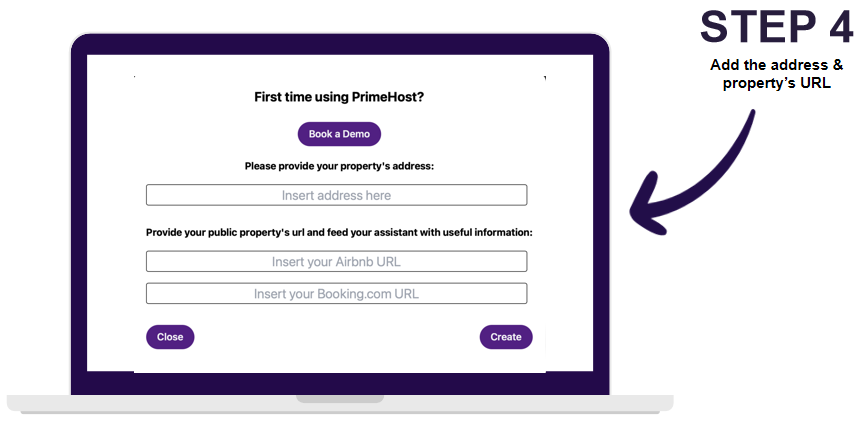 STEP 4
Add the address &
property's URL
First time using PrimeHost?
Book a Demo
Please provide your property's address:
Insert address here
Provide your public property's url and feed your assistant with useful information:
Insert your Airbnb URL
Insert your Booking.com URL
Close
Create